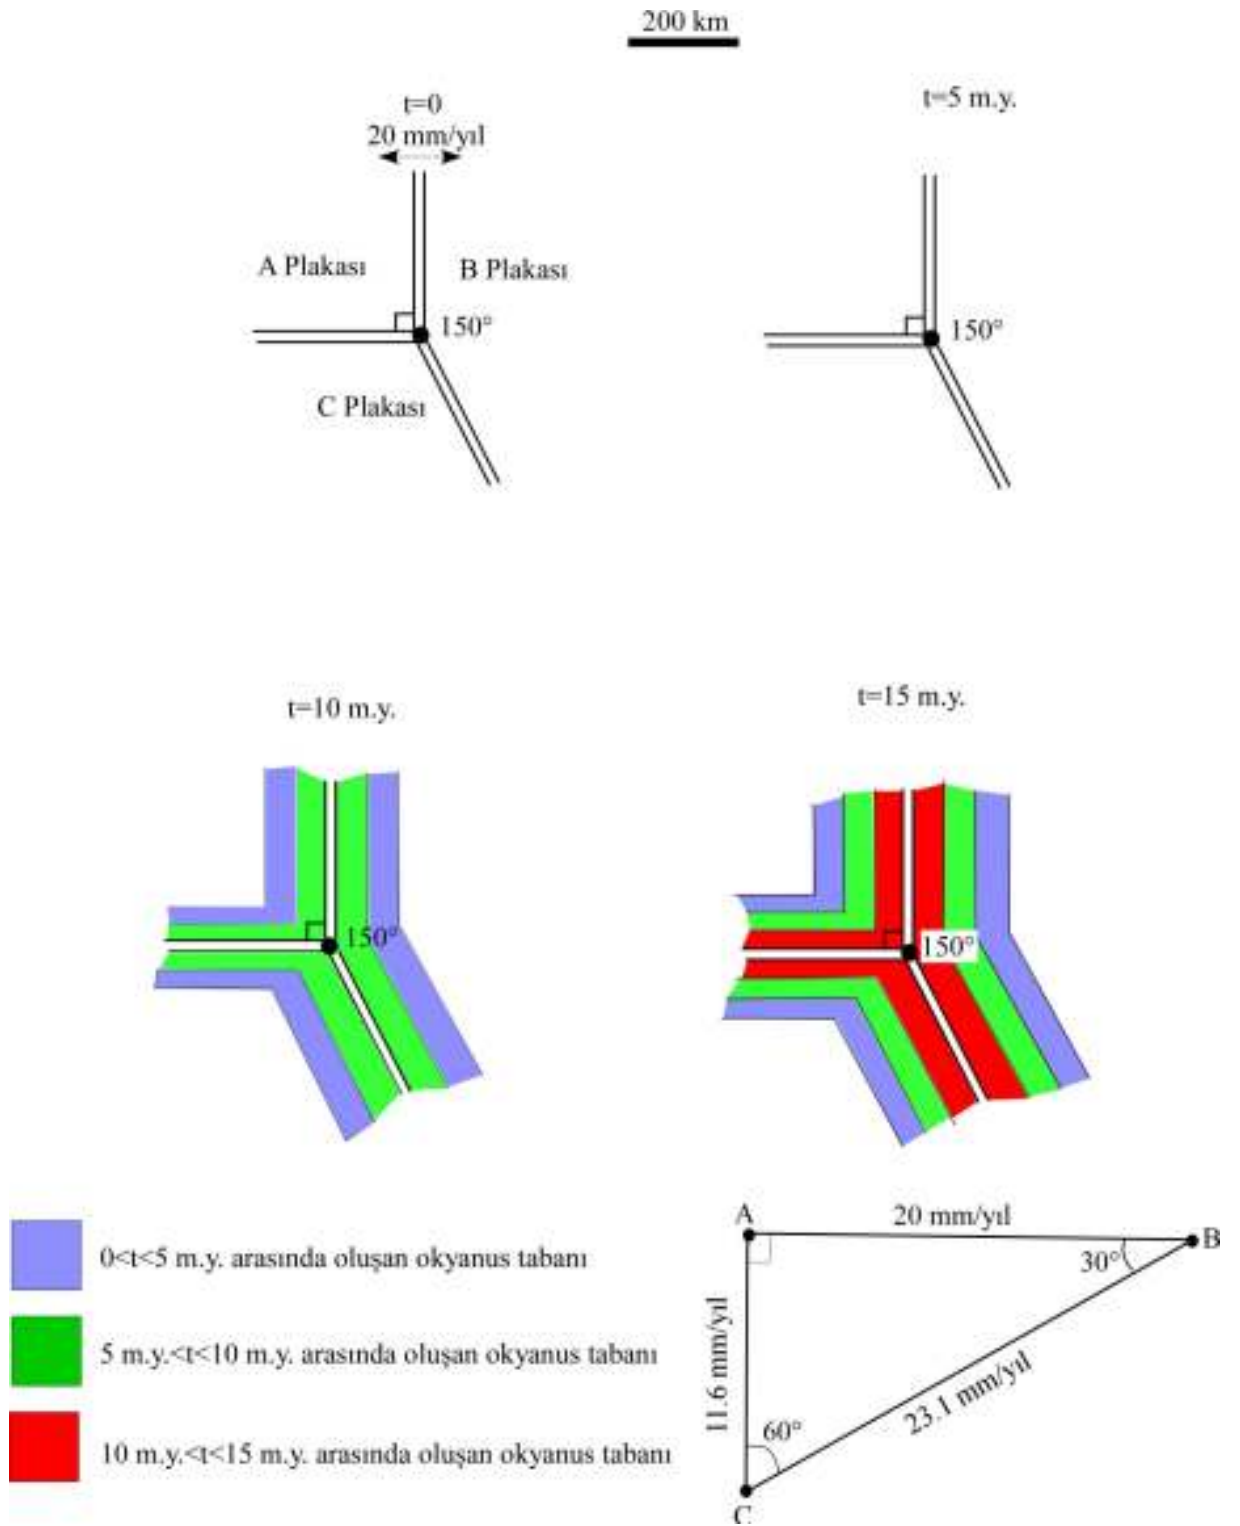 200 km
t=0
20 mm/yıl
t=5 m.y.
A Plakası
B Plakası
150°
150°
C Plakası
t=10 m.y.
t=15 m.y.
150°
150°
A
20 mm/yıl
B
30°
0<t<5 m.y. arasında oluşan okyanus tabanı
5 m.y.<t<10 m.y. arasında oluşan okyanus tabanı
11.6 mm/yıl
23.1 mm/yıl
60°
10 m.y.<t<15 m.y. arasında oluşan okyanus tabanı
C